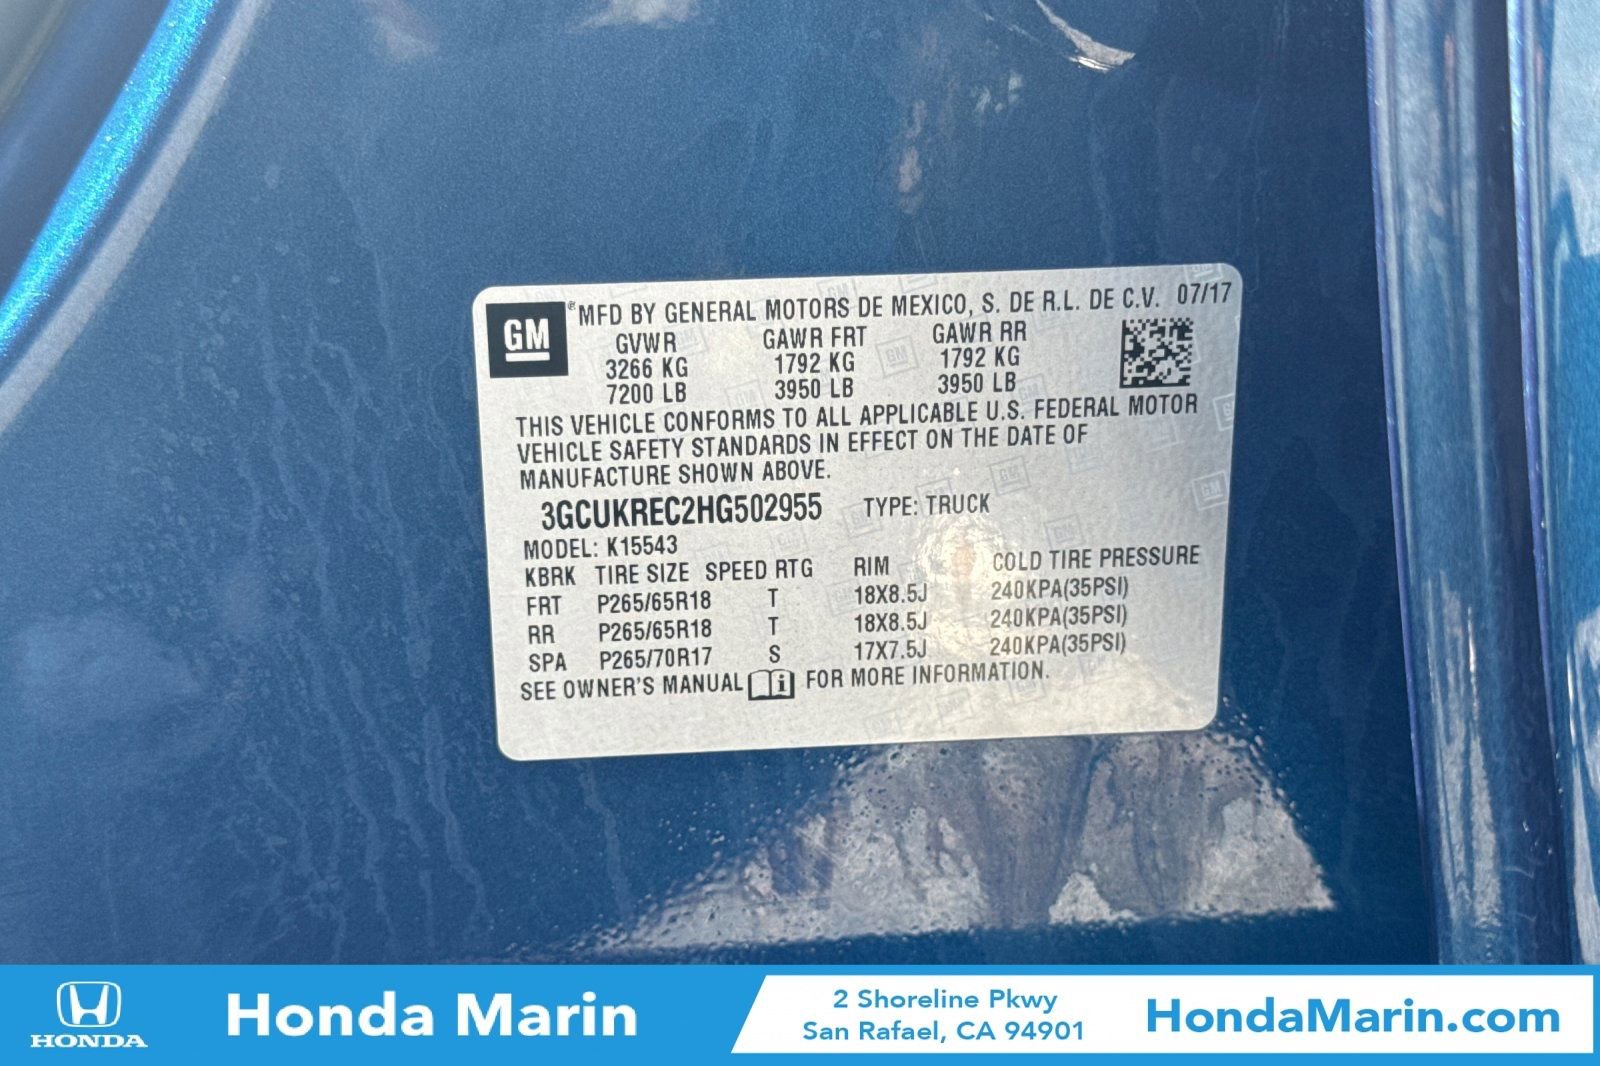 GM
®MFD BY GENERAL MOTORS DE MEXICO, S. DE R.L. DE C.V. 07/17
GVWR GAWR FRT GAWR RR
3266 KG 1792 KG 1792 KG
7200 LB 3950 LB 3950 LB
THIS VEHICLE CONFORMS TO ALL APPLICABLE U.S. FEDERAL MOTOR
VEHICLE SAFETY STANDARDS IN EFFECT ON THE DATE OF
MANUFACTURE SHOWN ABOVE.
3GCUKREC2HG502955 TYPE: TRUCK
MODEL: K15543
KBRK TIRE SIZE SPEED RTG RIM COLD TIRE PRESSURE
FRT P265/65R18 T 18X8.5J 240KPA(35PSI)
RR P265/65R18 T 18X8.5J 240KPA(35PSI)
SPA P265/70R17 S 17X7.5J 240KPA(35PSI)
SEE OWNER'S MANUAL i FOR MORE INFORMATION.
HONDA
Honda Marin
2 Shoreline Pkwy
San Rafael, CA 94901
HondaMarin.com